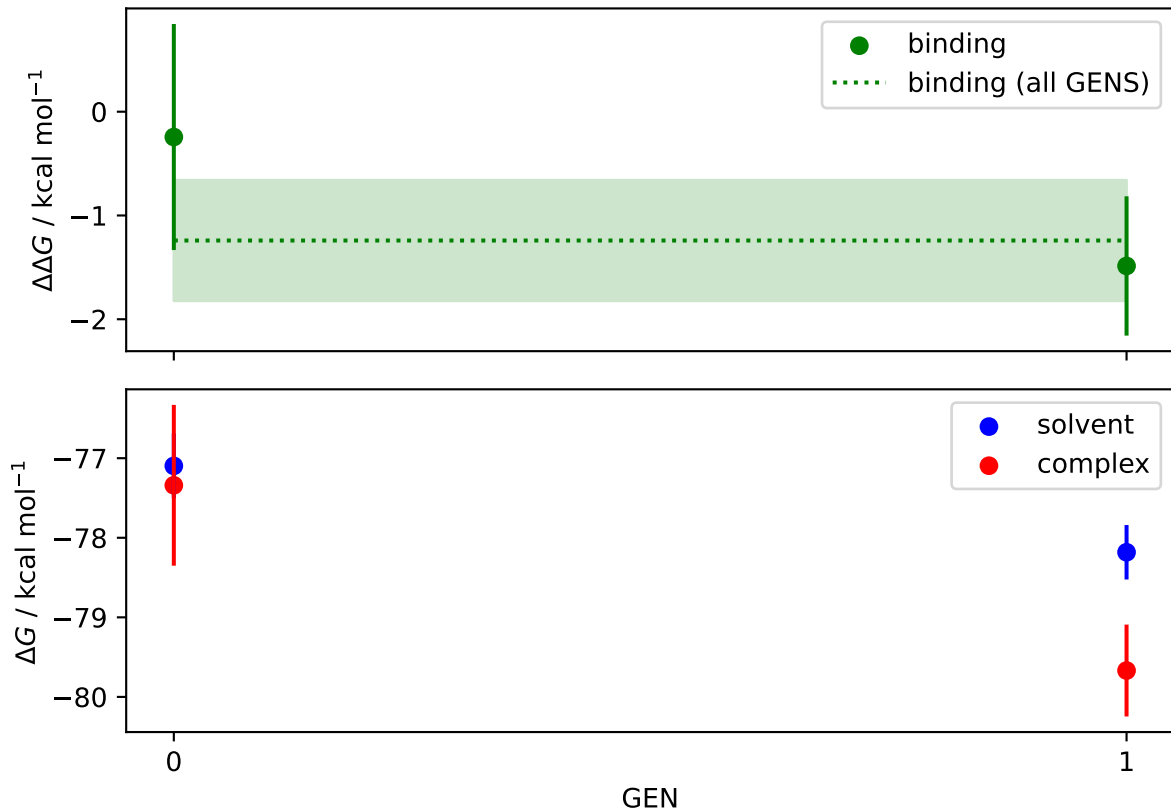 ΔΔG / kcal mol⁻¹
0
−1
−2
binding
binding (all GENS)
ΔG / kcal mol⁻¹
−77
−78
−79
−80
solvent
complex
0
1
GEN